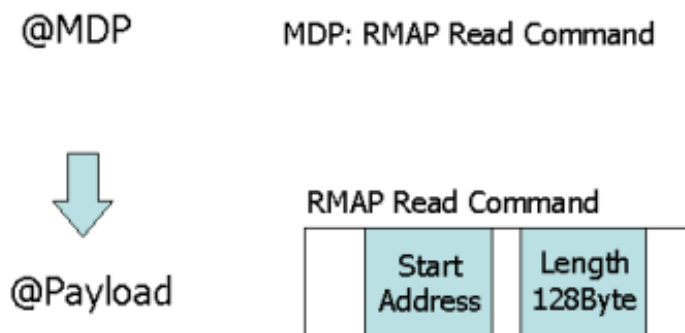 @MDP
MDP: RMAP Read Command
RMAP Read Command
@Payload
Start
Address
Length
128Byte